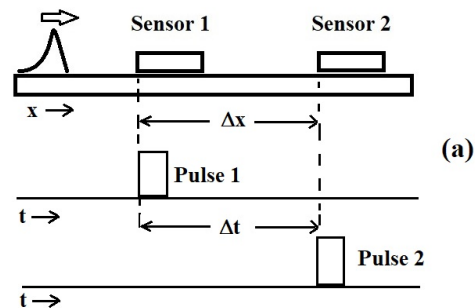 Sensor 1 Sensor 2
x →
Δx
(a)
Pulse 1
t →
Δt
Pulse 2
t →